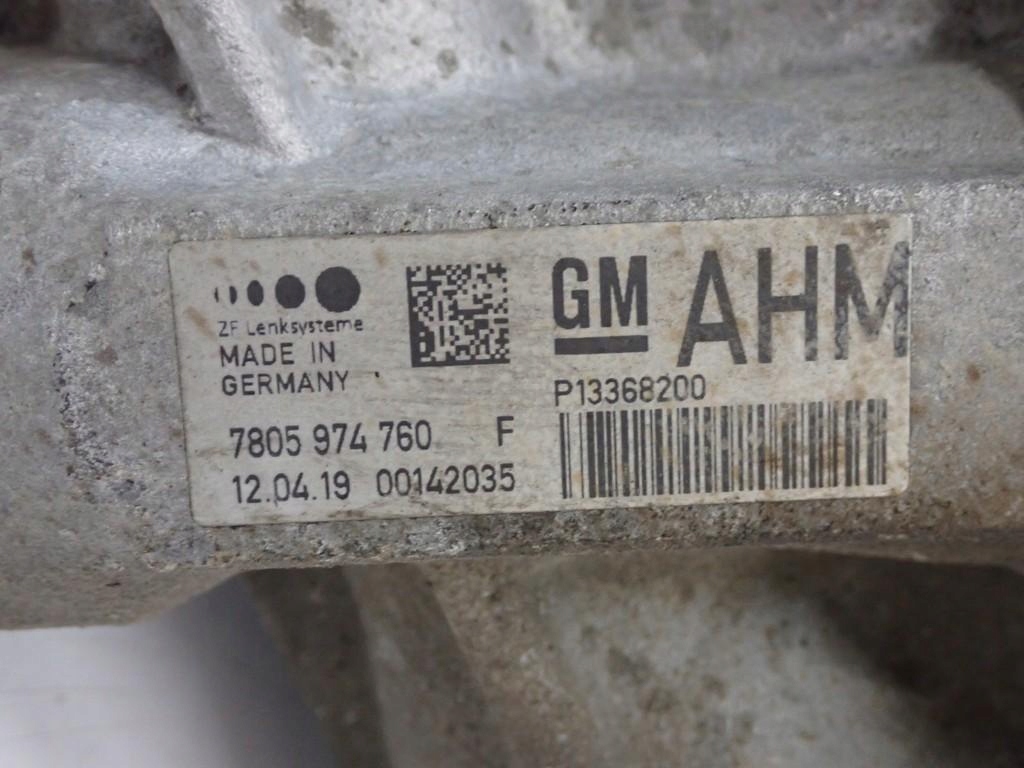 ZF Lenksysteme
MADE IN
GERMANY
7805 974 760 F
12.04.19 00142035
GM AHM
P13368200